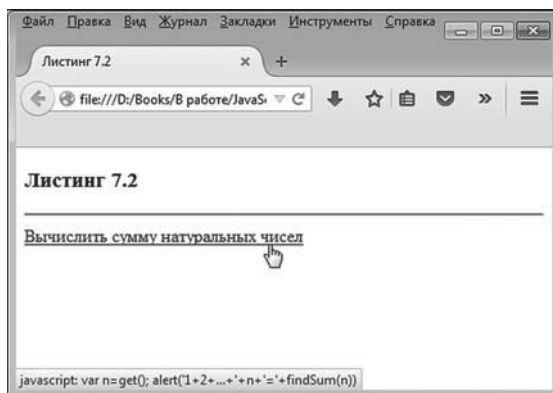 Файл Правка Вид Журнал Закладки Инструменты Справка
Листинг 7.2
file:///D:/Books/В работе/JavaS
Листинг 7.2
Вычислить сумму натуральных чисел
javascript: var n=get(); alert('1+2+...+'+n+'='+findSum(n))